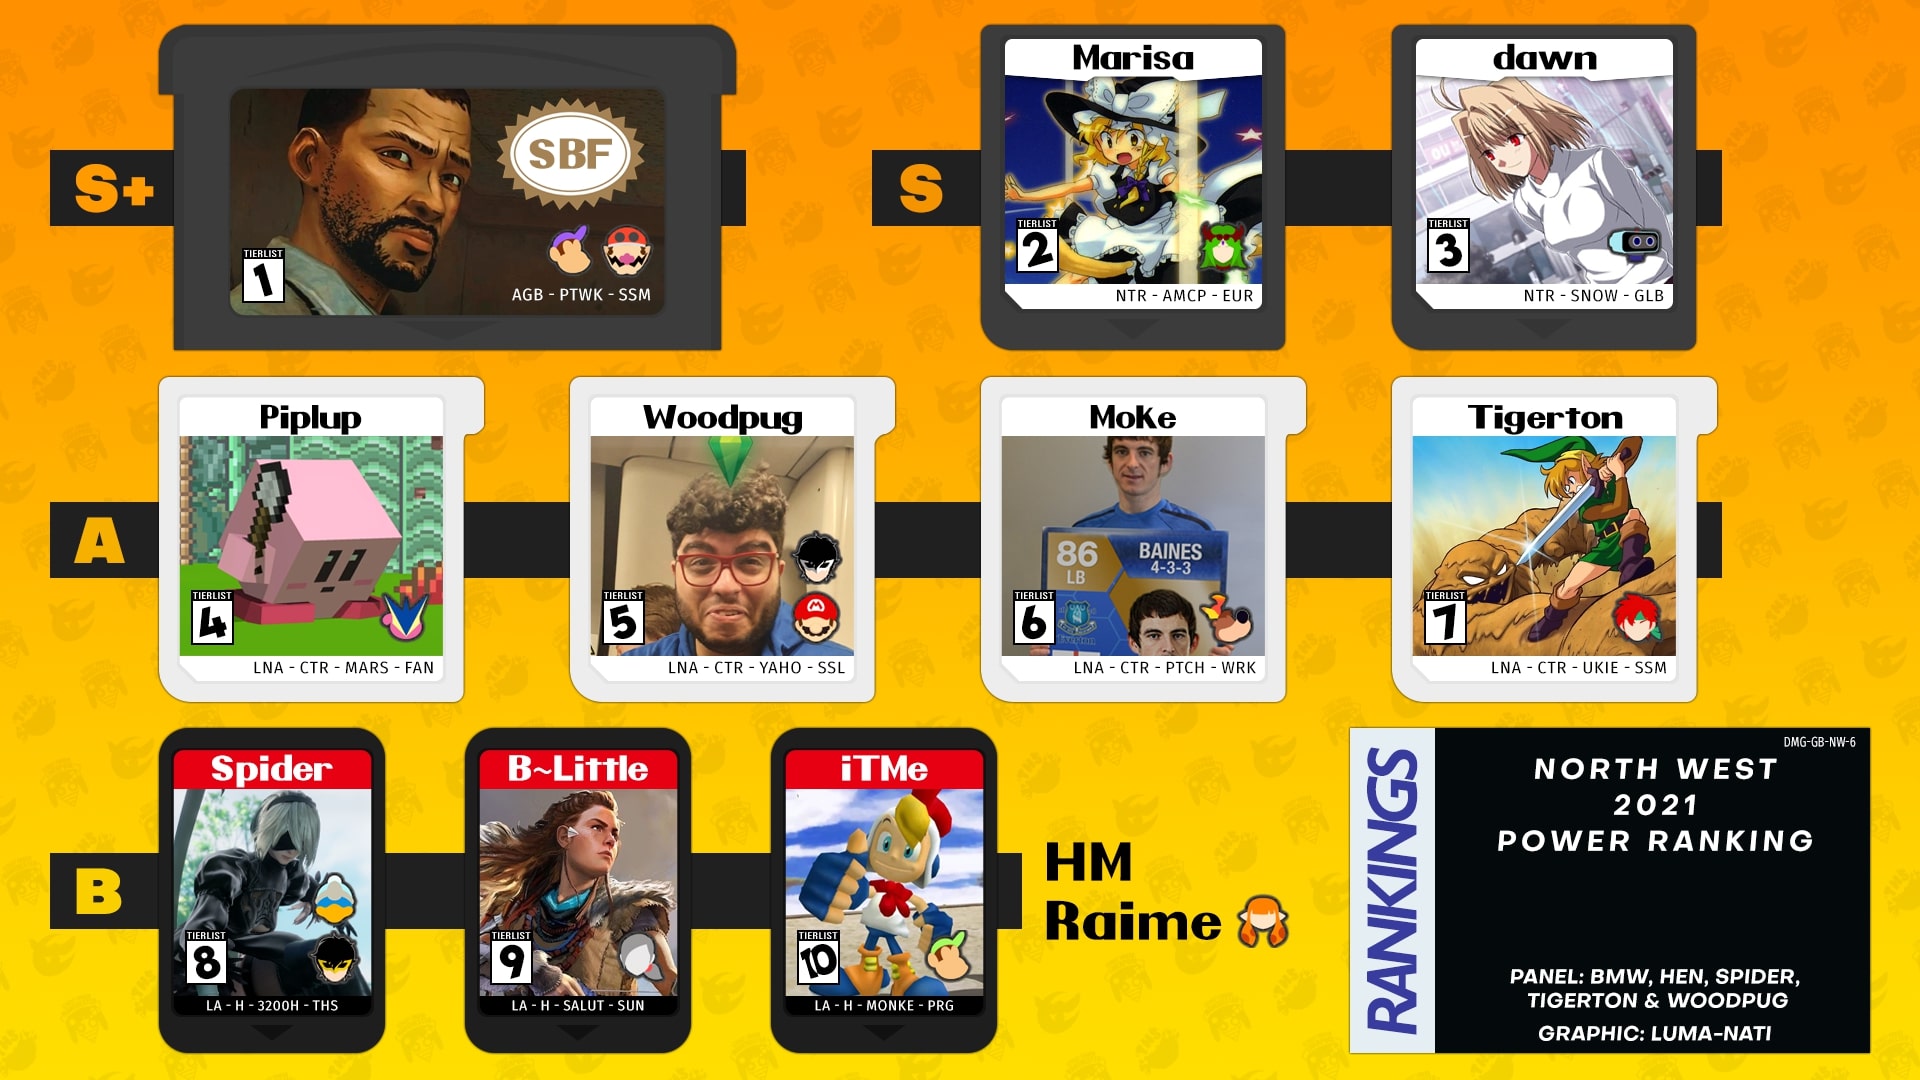 S+
SBF
TIERLIST
1
AGB - PTWK - SSM
S
Marisa
TIERLIST
2
NTR - AMCP - EUR
dawn
TIERLIST
3
NTR - SNOW - GLB
A
Piplup
TIERLIST
4
LNA - CTR - MARS - FAN
Woodpug
TIERLIST
5
LNA - CTR - YAHO - SSL
Moke
86
LB
BAINES
4-3-3
TIERLIST
6
LNA - CTR - PTCH - WRK
Tigerton
TIERLIST
7
LNA - CTR - UKIE - SSM
B
Spider
TIERLIST
8
LA - H - 3200H - THS
B~Little
TIERLIST
9
LA - H - SALUT - SUN
iTMe
TIERLIST
10
LA - H - MONKE - PRG
HM
Raime
RANKINGS
DMG-GB-NW-6
NORTH WEST
2021
POWER RANKING
PANEL: BMW, HEN, SPIDER,
TIGERTON & WOODPUG
GRAPHIC: LUMA-NATI